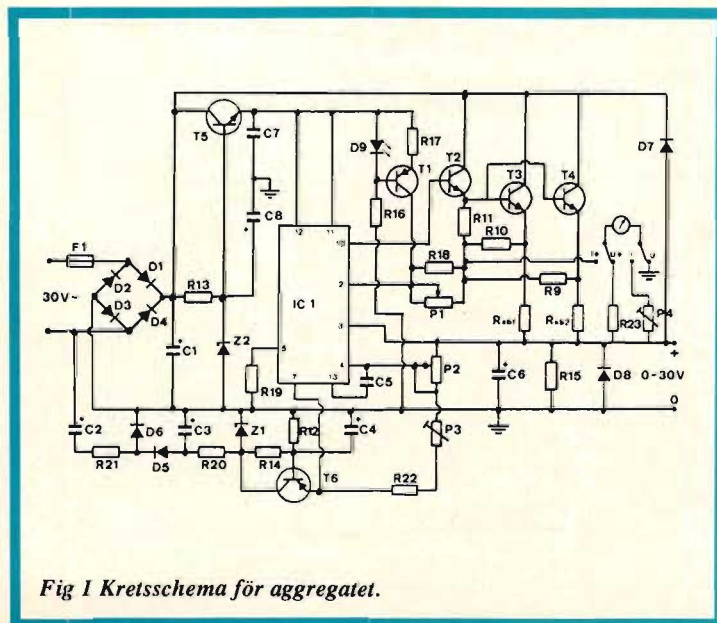 D7
R17
D9
C7
T5
T1
T2
T3
T4
R16
R11
R10
C8
12
11
10
F1
D1
D2
R18
I+
U+
I
U
R13
2
P1
R9
IC 1
30V~
D3
D4
3
R23
P4
Z2
5
4
P2
+
R19
C5
C1
7
13
C6
R15
D8
0-30V
0
C2
D6
C3
Z1
R12
C4
P3
R21
D5
R20
R14
T6
R22
Fig 1 Kretsschema för aggregatet.